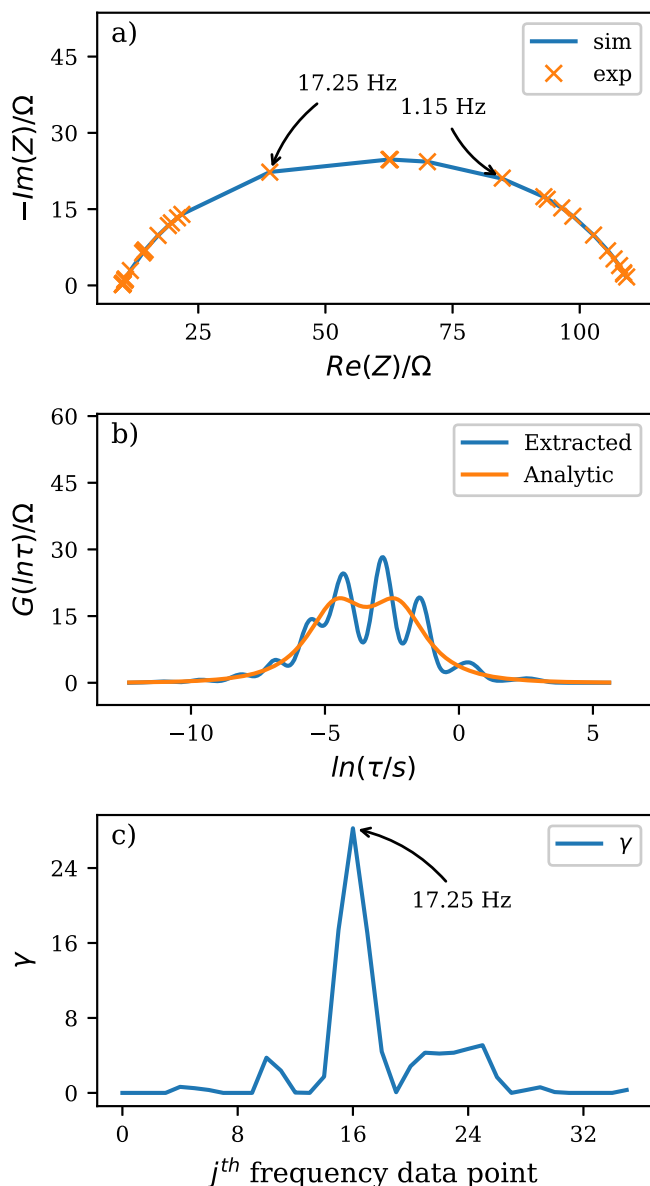 a)
sim
exp
17.25 Hz
1.15 Hz
45
30
15
0
−Im(Z)/Ω
25
50
75
100
Re(Z)/Ω
b)
Extracted
Analytic
60
45
30
15
0
G(lnτ)/Ω
−10
−5
0
5
ln(τ/s)
c)
γ
17.25 Hz
28
24
16
8
0
γ
0
8
16
24
32
j^th frequency data point